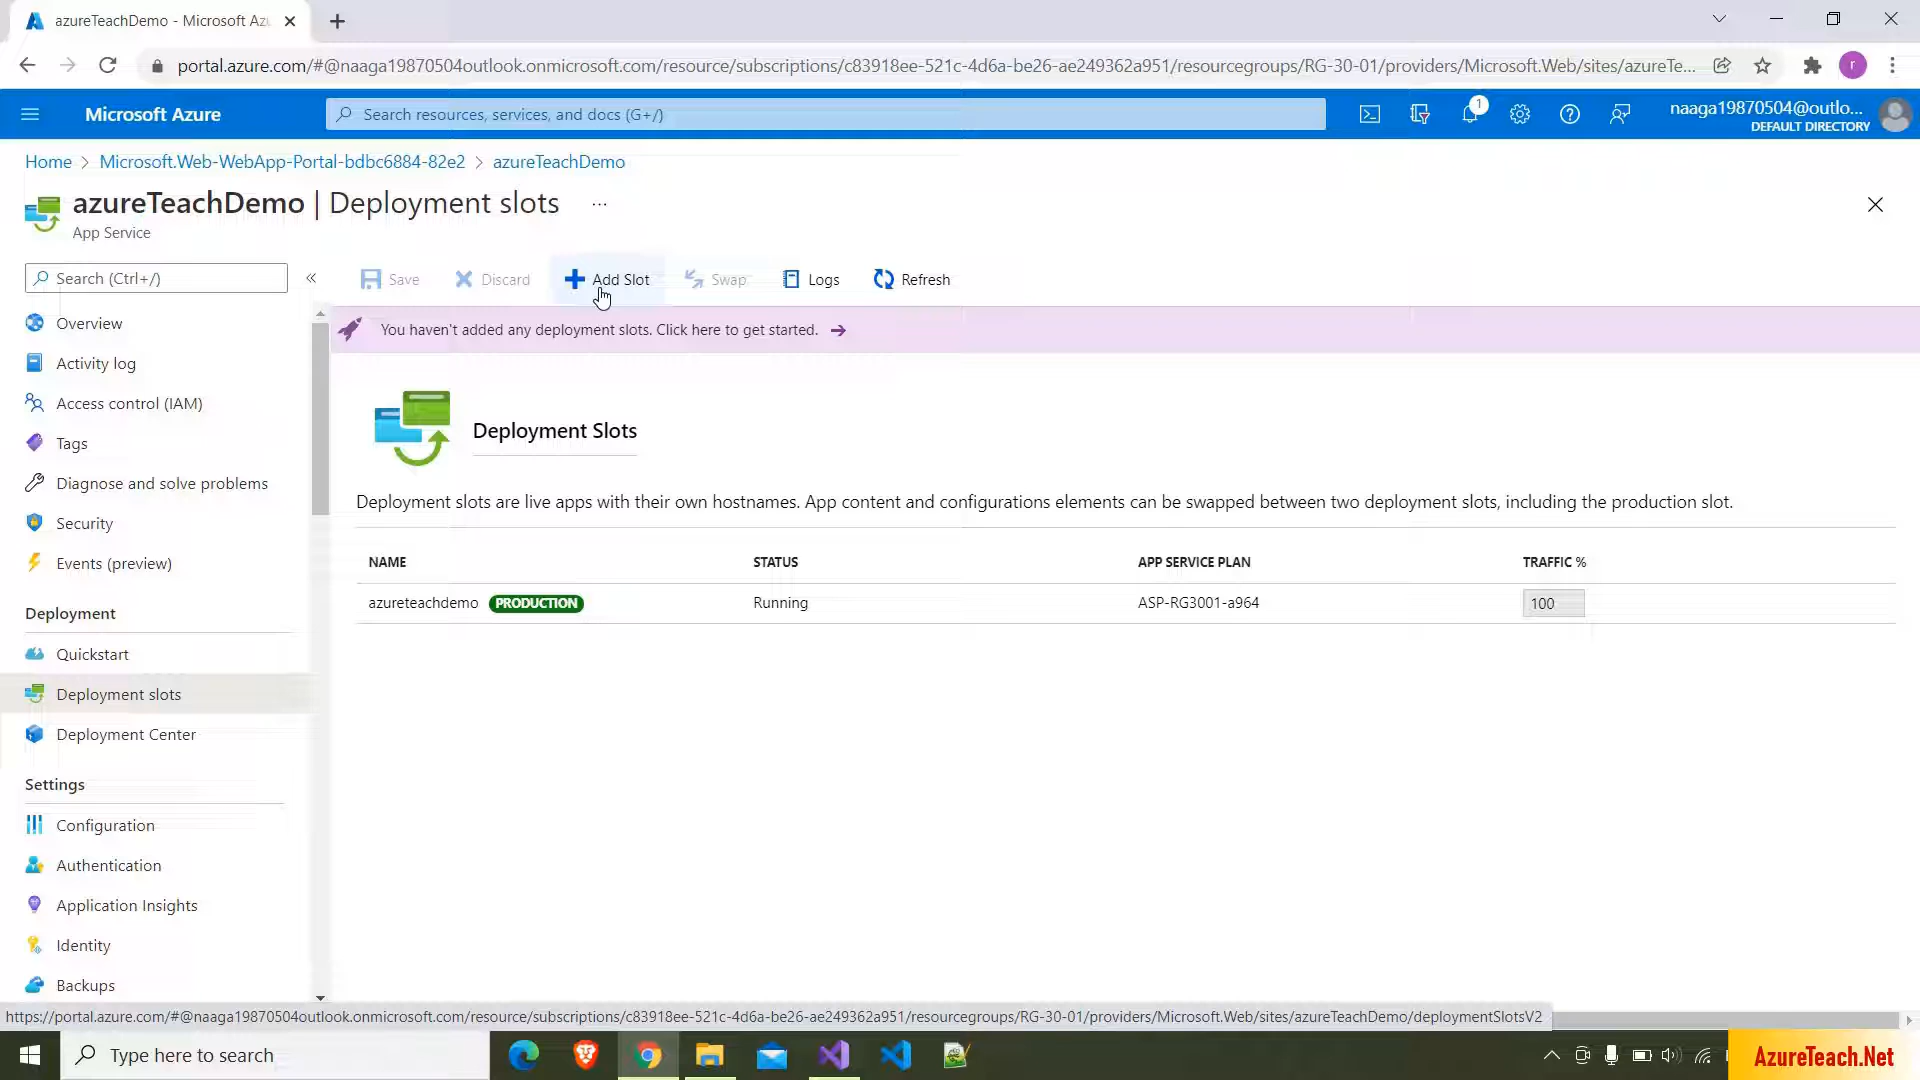 azureTeachDemo - Microsoft Azu
portal.azure.com/#@naaga19870504outlook.onmicrosoft.com/resource/subscriptions/c83918ee-521c-4d6a-be26-ae249362a951/resourcegroups/RG-30-01/providers/Microsoft.Web/sites/azureTe...
r
Microsoft Azure
Search resources, services, and docs (G+/)
1
naaga19870504@outlo...
DEFAULT DIRECTORY
Home > Microsoft.Web-WebApp-Portal-bdbc6884-82e2 > azureTeachDemo
azureTeachDemo | Deployment slots ...
App Service
Search (Ctrl+/)
«
Save
Discard
Add Slot
Swap
Logs
Refresh
You haven't added any deployment slots. Click here to get started. →
Overview
Activity log
Access control (IAM)
Tags
Diagnose and solve problems
Security
Events (preview)
Deployment
Quickstart
Deployment slots
Deployment Center
Settings
Configuration
Authentication
Application Insights
Identity
Backups
Deployment Slots
Deployment slots are live apps with their own hostnames. App content and configurations elements can be swapped between two deployment slots, including the production slot.
NAME STATUS APP SERVICE PLAN TRAFFIC %
azureteachdemo PRODUCTION Running ASP-RG3001-a964 100
https://portal.azure.com/#@naaga19870504outlook.onmicrosoft.com/resource/subscriptions/c83918ee-521c-4d6a-be26-ae249362a951/resourcegroups/RG-30-01/providers/Microsoft.Web/sites/azureTeachDemo/deploymentSlotsV2
Type here to search
AzureTeach.Net